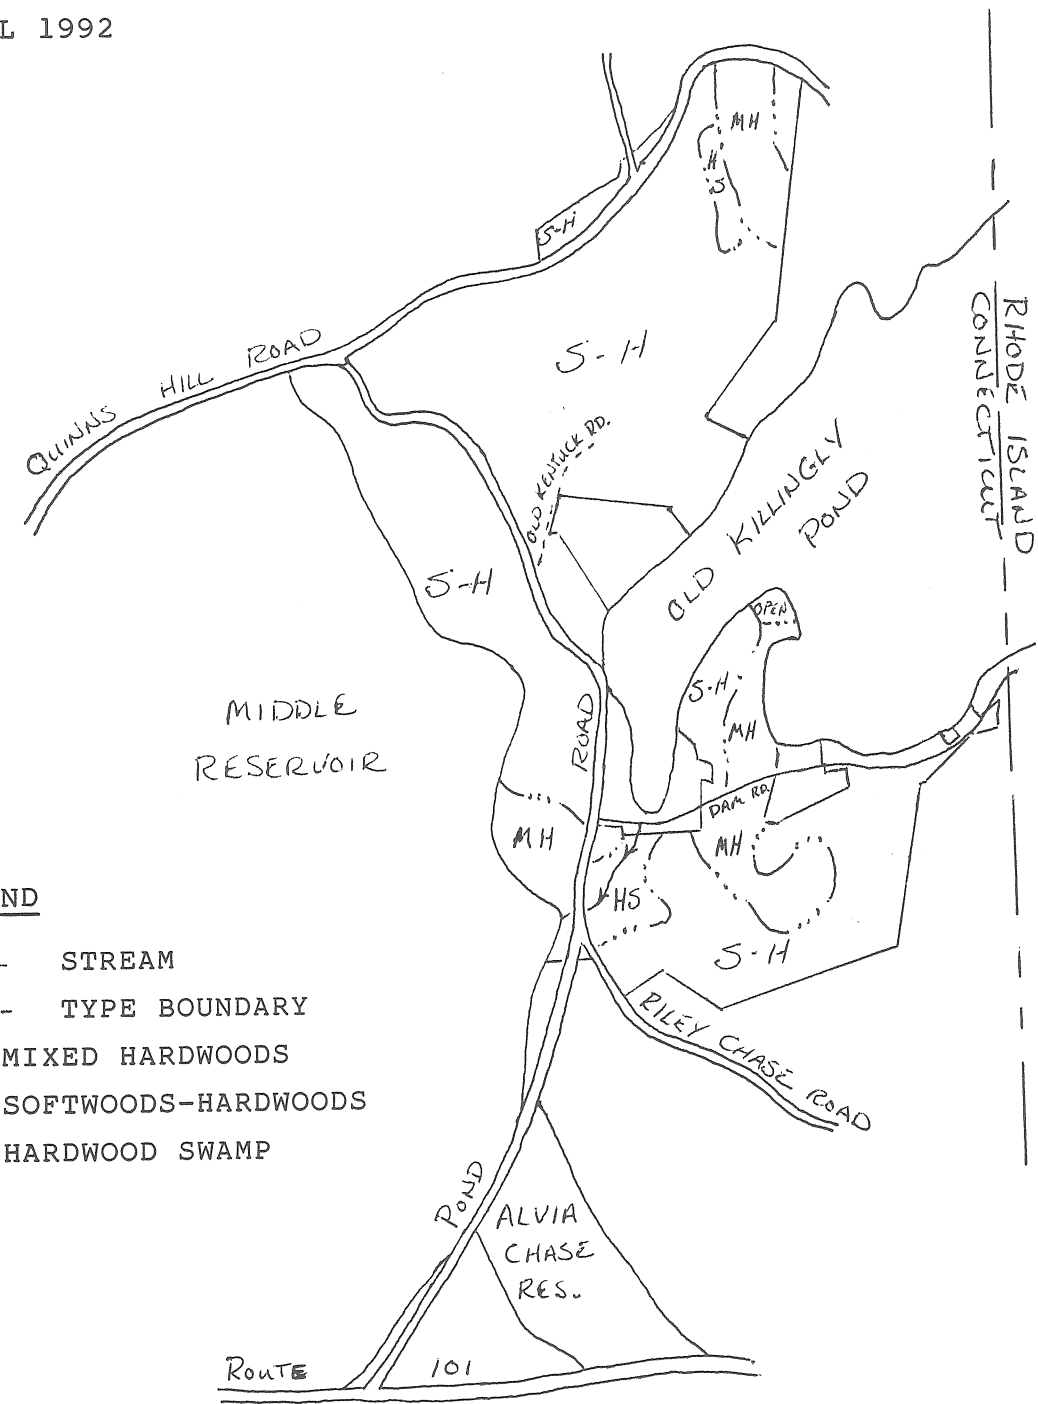 L 1992
MH
HS
S-H
S-H
QUINNS HILL ROAD
RHODE ISLAND
CONNECTICUT
OLD KENTUCK RD.
OLD KILLINGLY
POND
S-H
OPEN
S-H
MH
MIDDLE
RESERVOIR
POND ROAD
DAM RD.
MH
MH
HS
S-H
RILEY CHASE ROAD
ND
- STREAM
- TYPE BOUNDARY
MIXED HARDWOODS
SOFTWOODS-HARDWOODS
HARDWOOD SWAMP
ALVIA
CHASE
RES.
ROUTE 101